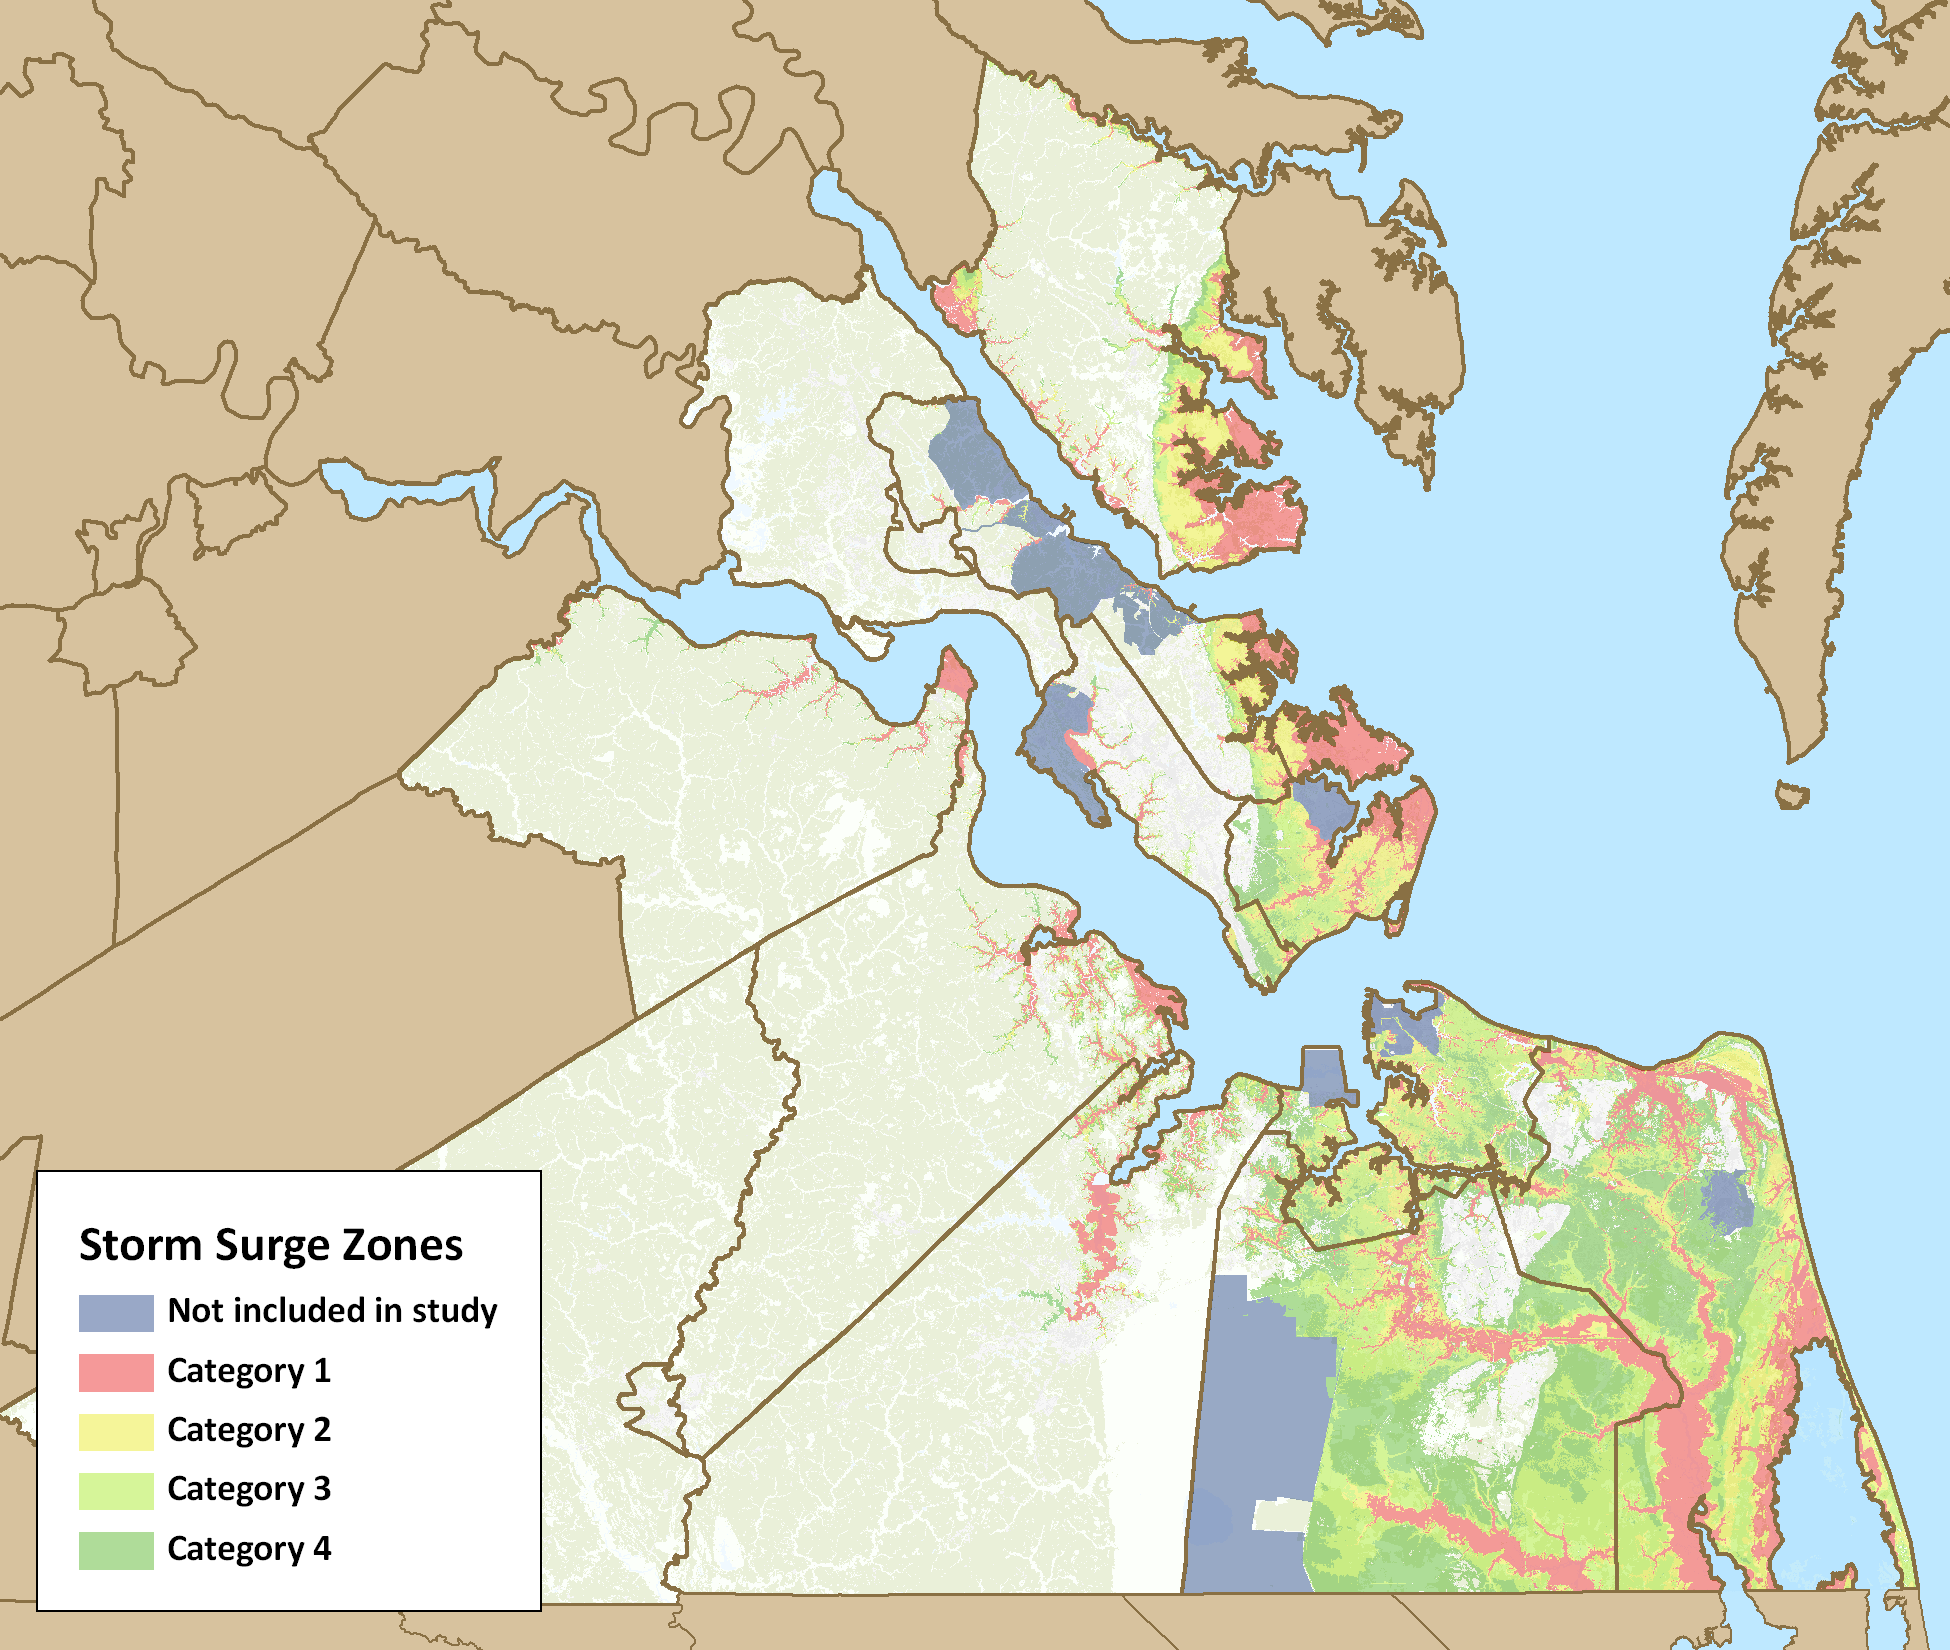 Storm Surge Zones
Not included in study
Category 1
Category 2
Category 3
Category 4